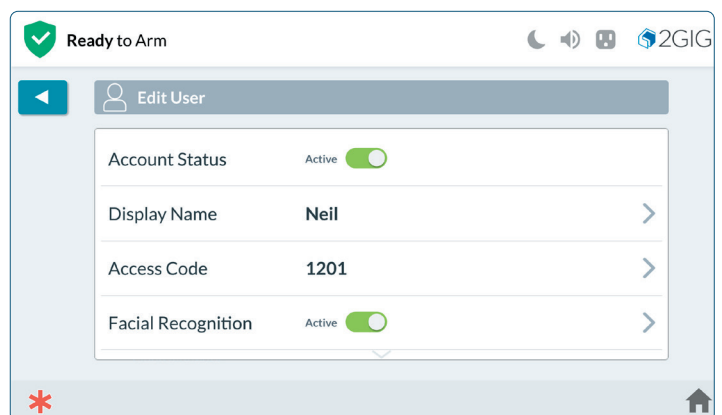 Ready to Arm
2GIG
Edit User
Account Status Active
Display Name Neil
Access Code 1201
Facial Recognition Active